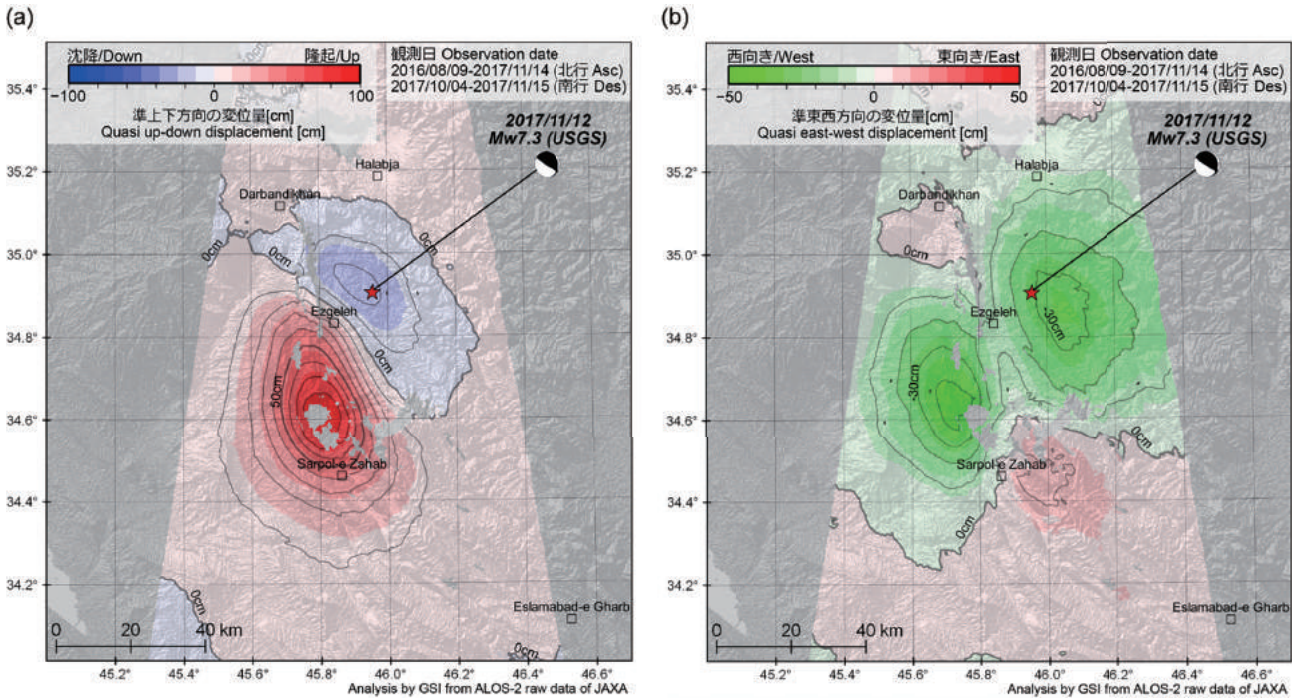 (a)
沈降/Down 隆起/Up
-100 0 100
準上下方向の変位量[cm]
Quasi up-down displacement [cm]
観測日 Observation date
2016/08/09-2017/11/14 (北行 Asc)
2017/10/04-2017/11/15 (南行 Des)
2017/11/12
Mw7.3 (USGS)
Halabja
Darbandikhan
0cm
0cm
0cm
Ezgeleh
0cm
50cm
Sarpol-e Zahab
0cm
0cm
Eslamabad-e Gharb
0 20 40 km
35.4°
35.2°
35.0°
34.8°
34.6°
34.4°
34.2°
45.2° 45.4° 45.6° 45.8° 46.0° 46.2° 46.4° 46.6°
Analysis by GSI from ALOS-2 raw data of JAXA
(b)
西向き/West 東向き/East
-50 0 50
準東西方向の変位量[cm]
Quasi east-west displacement [cm]
観測日 Observation date
2016/08/09-2017/11/14 (北行 Asc)
2017/10/04-2017/11/15 (南行 Des)
2017/11/12
Mw7.3 (USGS)
Halabja
Darbandikhan
0cm
Ezgeleh
-30cm
-30cm
0cm
Sarpol-e Zahab
0cm
Eslamabad-e Gharb
0 20 40 km
35.4°
35.2°
35.0°
34.8°
34.6°
34.4°
34.2°
45.2° 45.4° 45.6° 45.8° 46.0° 46.2° 46.4° 46.6°
Analysis by GSI from ALOS-2 raw data of JAXA